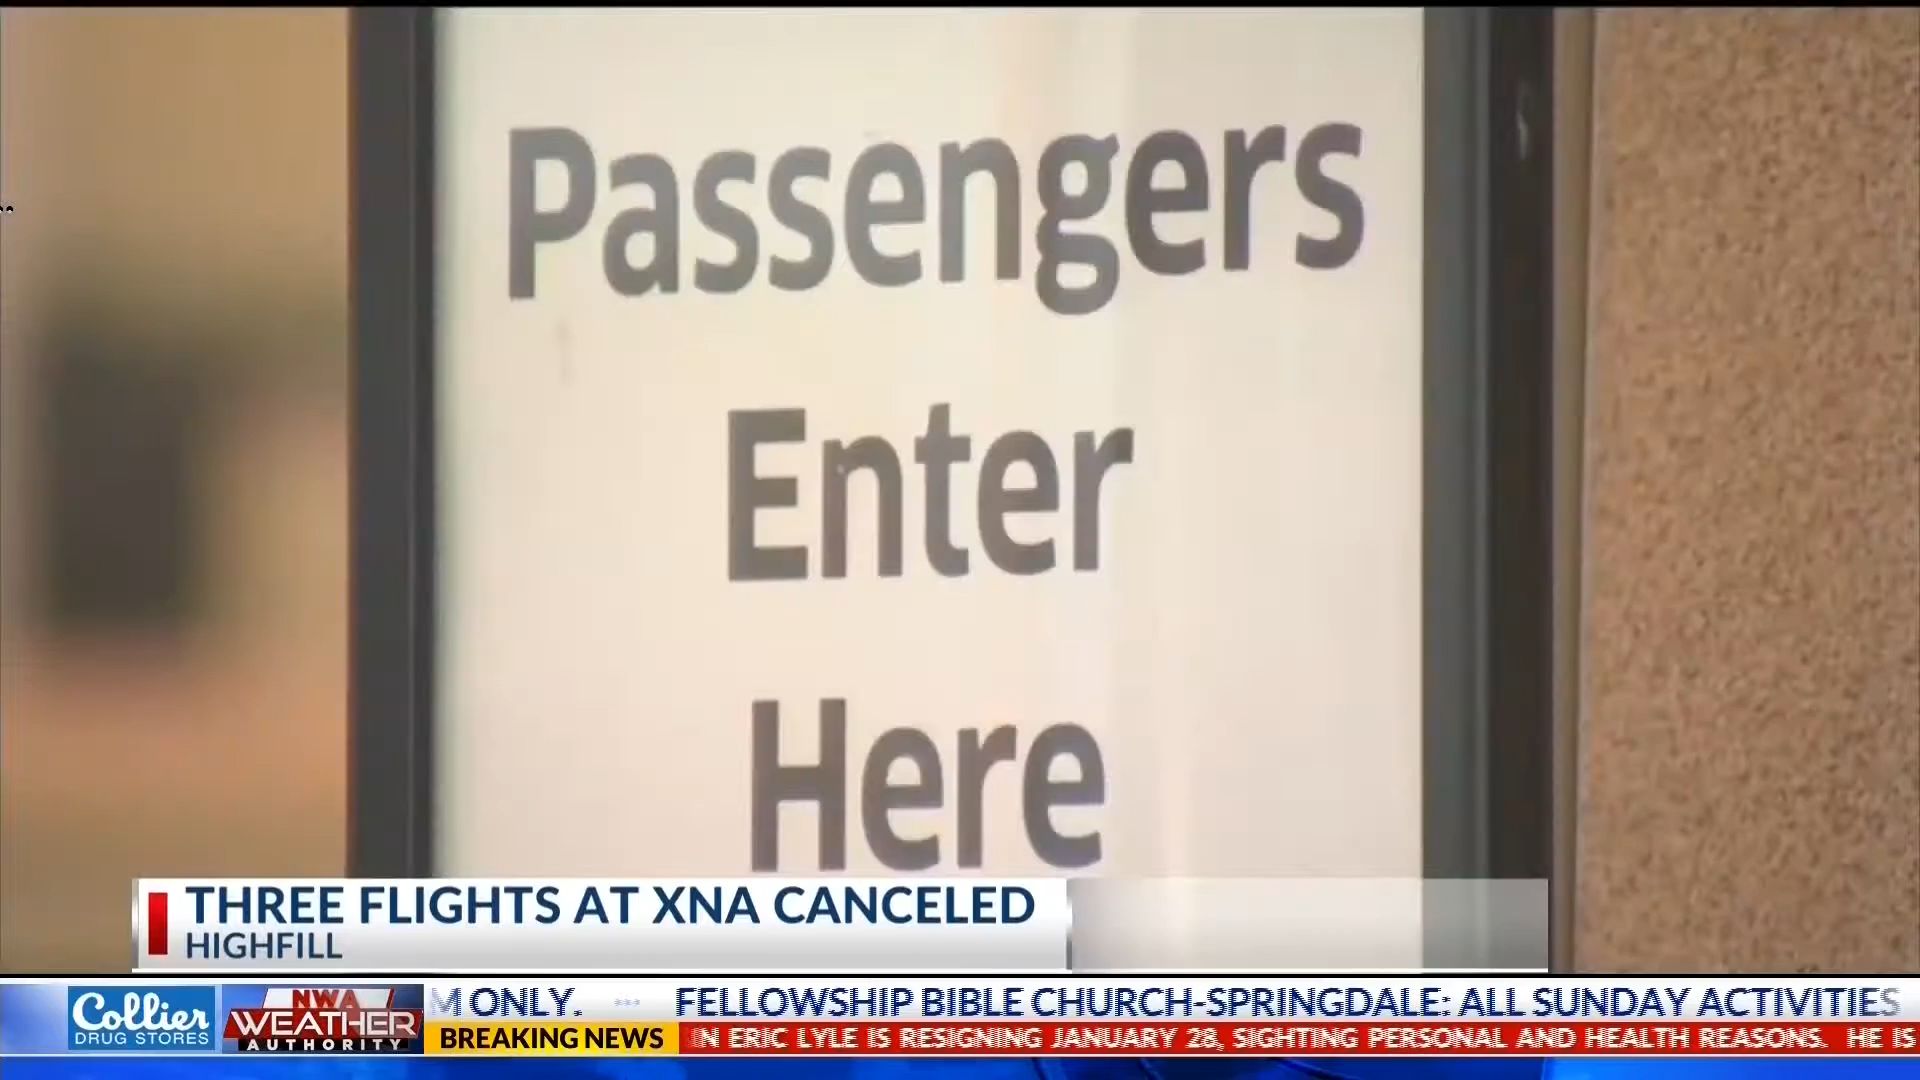 Passengers
Enter
Here
THREE FLIGHTS AT XNA CANCELED
HIGHFILL
Collier
DRUG STORES
NWA
WEATHER
AUTHORITY
M ONLY. ... FELLOWSHIP BIBLE CHURCH-SPRINGDALE: ALL SUNDAY ACTIVITIES
BREAKING NEWS
IN ERIC LYLE IS RESIGNING JANUARY 28, SIGHTING PERSONAL AND HEALTH REASONS. HE IS